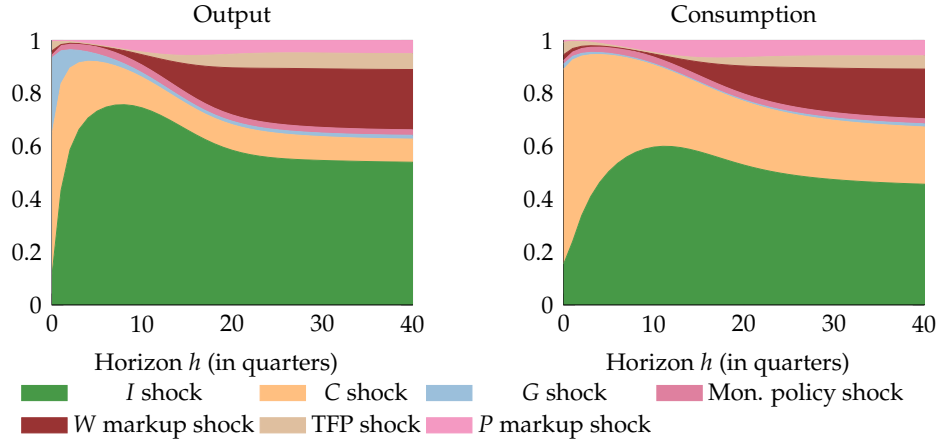 Output Consumption
1 1
0.8 0.8
0.6 0.6
0.4 0.4
0.2 0.2
0 0
0 10 20 30 40 0 10 20 30 40
Horizon h (in quarters) Horizon h (in quarters)
I shock C shock G shock Mon. policy shock
W markup shock TFP shock P markup shock